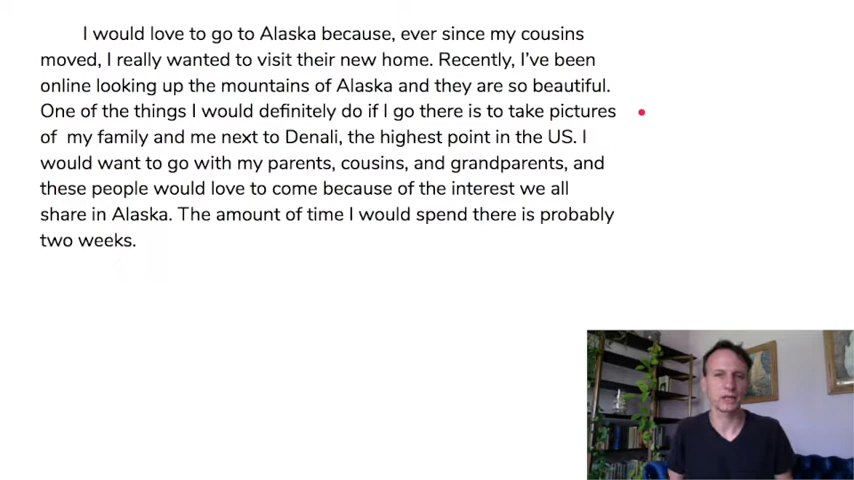 I would love to go to Alaska because, ever since my cousins
moved, I really wanted to visit their new home. Recently, I've been
online looking up the mountains of Alaska and they are so beautiful.
One of the things I would definitely do if I go there is to take pictures
of  my family and me next to Denali, the highest point in the US. I
would want to go with my parents, cousins, and grandparents, and
these people would love to come because of the interest we all
share in Alaska. The amount of time I would spend there is probably
two weeks.